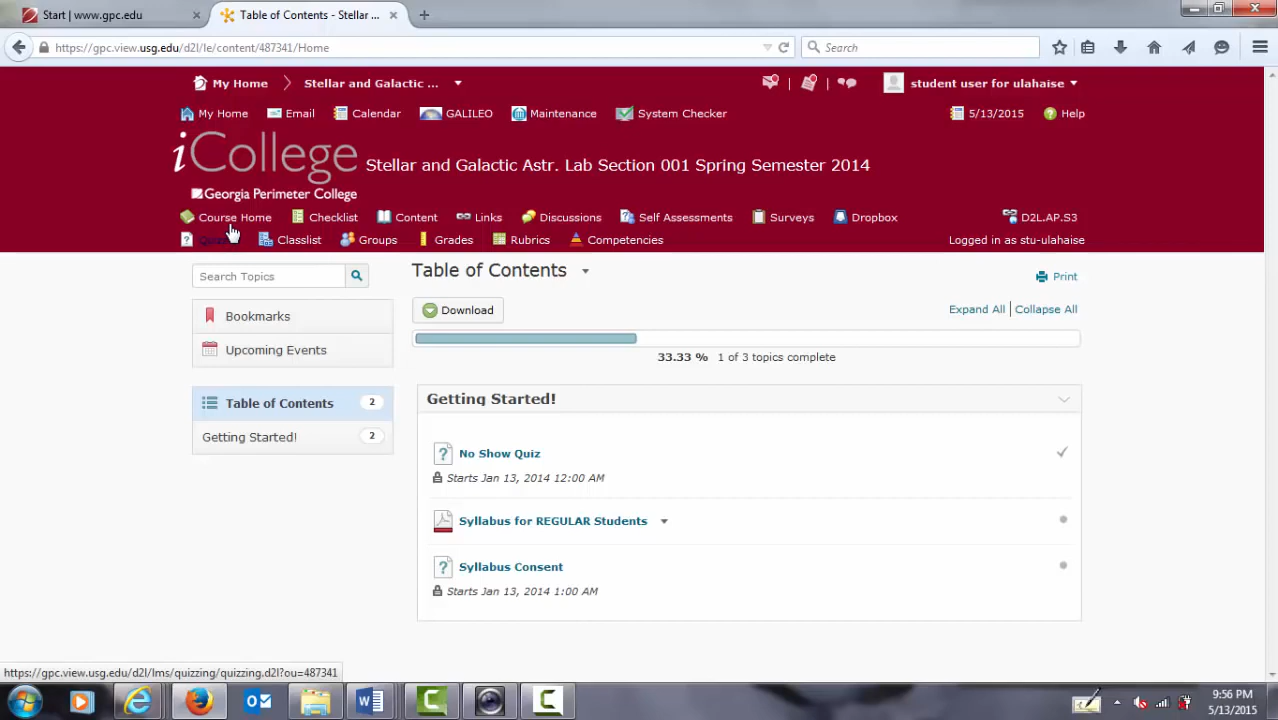 Start | www.gpc.edu
Table of Contents - Stellar ...
https://gpc.view.usg.edu/d2l/le/content/487341/Home
Search
My Home
Stellar and Galactic ...
student user for ulahaise
My Home
Email
Calendar
GALILEO
Maintenance
System Checker
5/13/2015
Help
iCollege
Stellar and Galactic Astr. Lab Section 001 Spring Semester 2014
Georgia Perimeter College
Course Home
Checklist
Content
Links
Discussions
Self Assessments
Surveys
Dropbox
D2L.AP.S3
Classlist
Groups
Grades
Rubrics
Competencies
Logged in as stu-ulahaise
Search Topics
Table of Contents
Print
Bookmarks
Download
Expand All
Collapse All
Upcoming Events
33.33 % 1 of 3 topics complete
Table of Contents 2
Getting Started!
Getting Started! 2
No Show Quiz
Starts Jan 13, 2014 12:00 AM
Syllabus for REGULAR Students
Syllabus Consent
Starts Jan 13, 2014 1:00 AM
https://gpc.view.usg.edu/d2l/lms/quizzing/quizzing.d2l?ou=487341
9:56 PM
5/13/2015